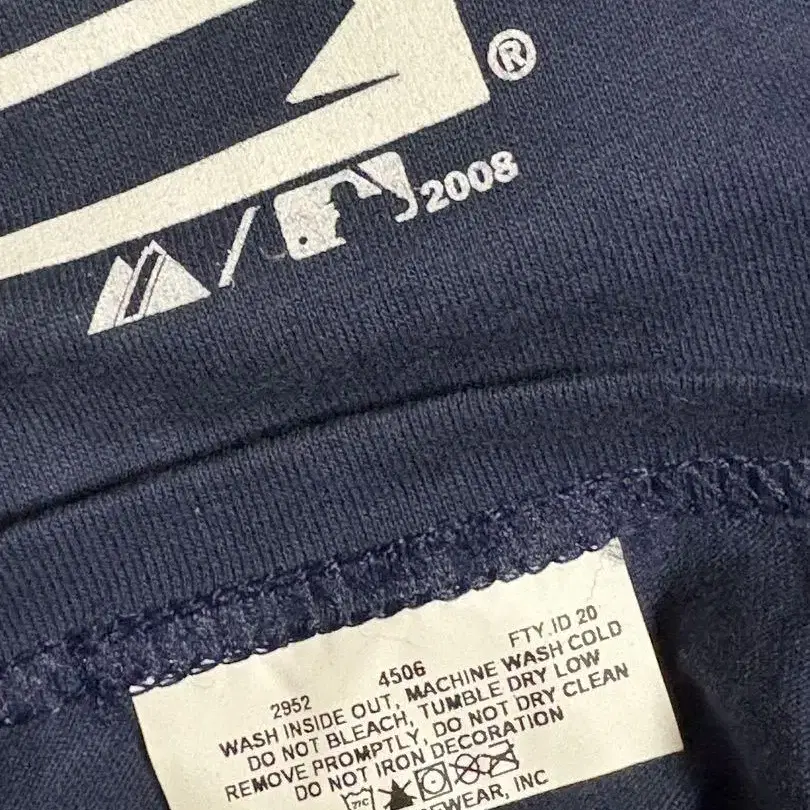 ®
2008
2952 4506 FTY.ID 20
WASH INSIDE OUT, MACHINE WASH COLD
DO NOT BLEACH, TUMBLE DRY LOW
REMOVE PROMPTLY, DO NOT DRY CLEAN
DO NOT IRON DECORATION
INC